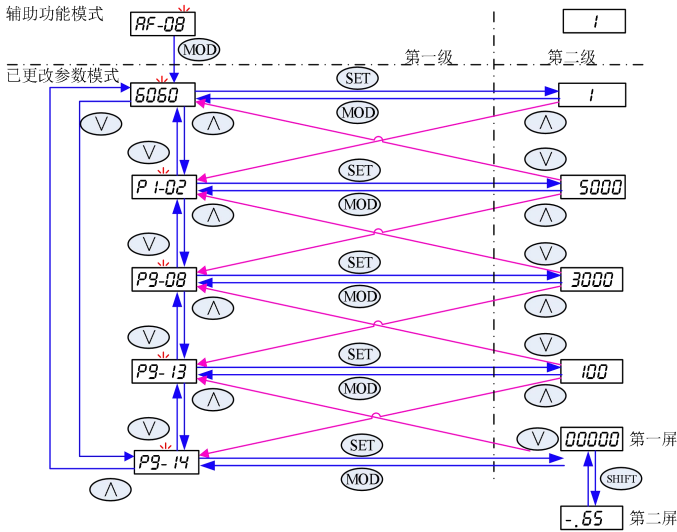 辅助功能模式
AF-08
1
MOD
第一级
第二级
已更改参数模式
SET
6060
1
MOD
∨
∧
∧
∨
∨
SET
P1-02
5000
MOD
∧
∧
∨
∨
SET
P9-08
3000
MOD
∧
∧
∨
∨
SET
P9-13
100
MOD
∧
∧
∨
∨
SET
00000
第一屏
P9-14
MOD
SHIFT
∧
-.65
第二屏